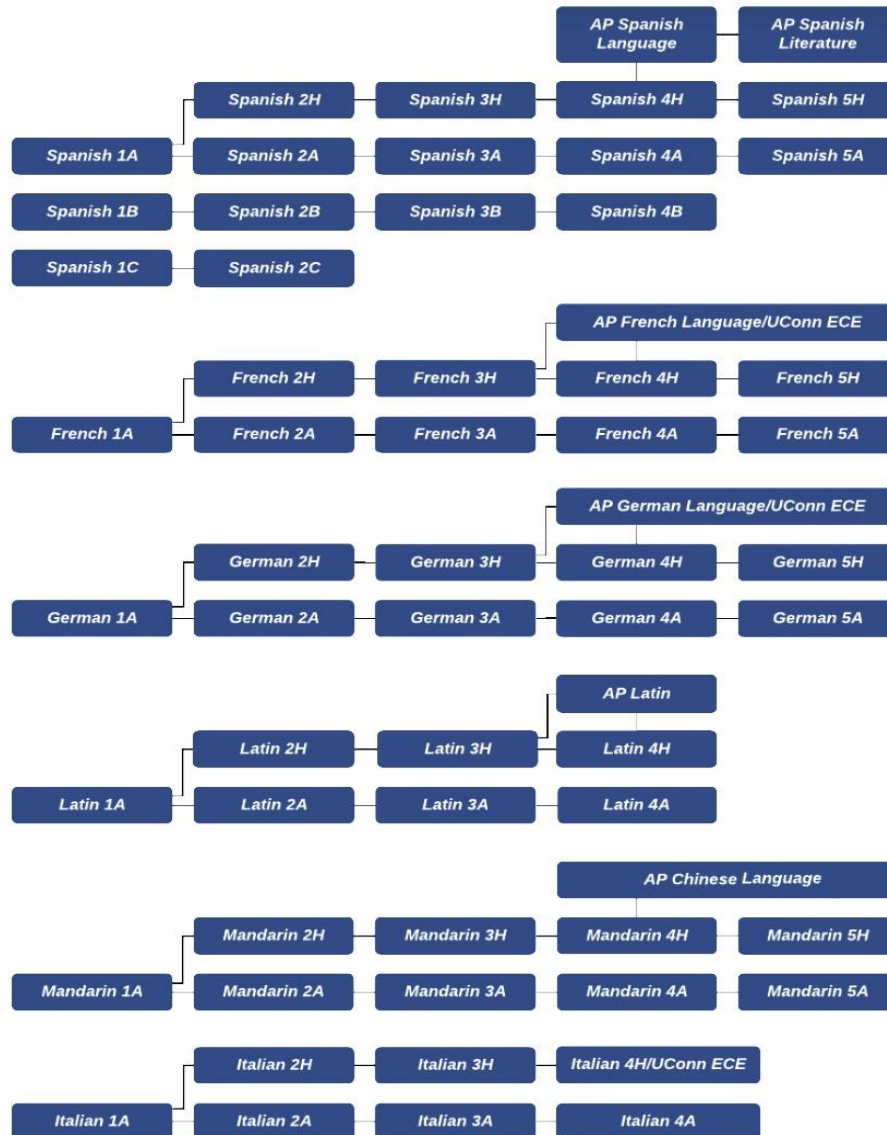 AP Spanish
Language
AP Spanish
Literature
Spanish 2H
Spanish 3H
Spanish 4H
Spanish 5H
Spanish 1A
Spanish 2A
Spanish 3A
Spanish 4A
Spanish 5A
Spanish 1B
Spanish 2B
Spanish 3B
Spanish 4B
Spanish 1C
Spanish 2C
AP French Language/UConn ECE
French 2H
French 3H
French 4H
French 5H
French 1A
French 2A
French 3A
French 4A
French 5A
AP German Language/UConn ECE
German 2H
German 3H
German 4H
German 5H
German 1A
German 2A
German 3A
German 4A
German 5A
AP Latin
Latin 2H
Latin 3H
Latin 4H
Latin 1A
Latin 2A
Latin 3A
Latin 4A
AP Chinese Language
Mandarin 2H
Mandarin 3H
Mandarin 4H
Mandarin 5H
Mandarin 1A
Mandarin 2A
Mandarin 3A
Mandarin 4A
Mandarin 5A
Italian 2H
Italian 3H
Italian 4H/UConn ECE
Italian 1A
Italian 2A
Italian 3A
Italian 4A